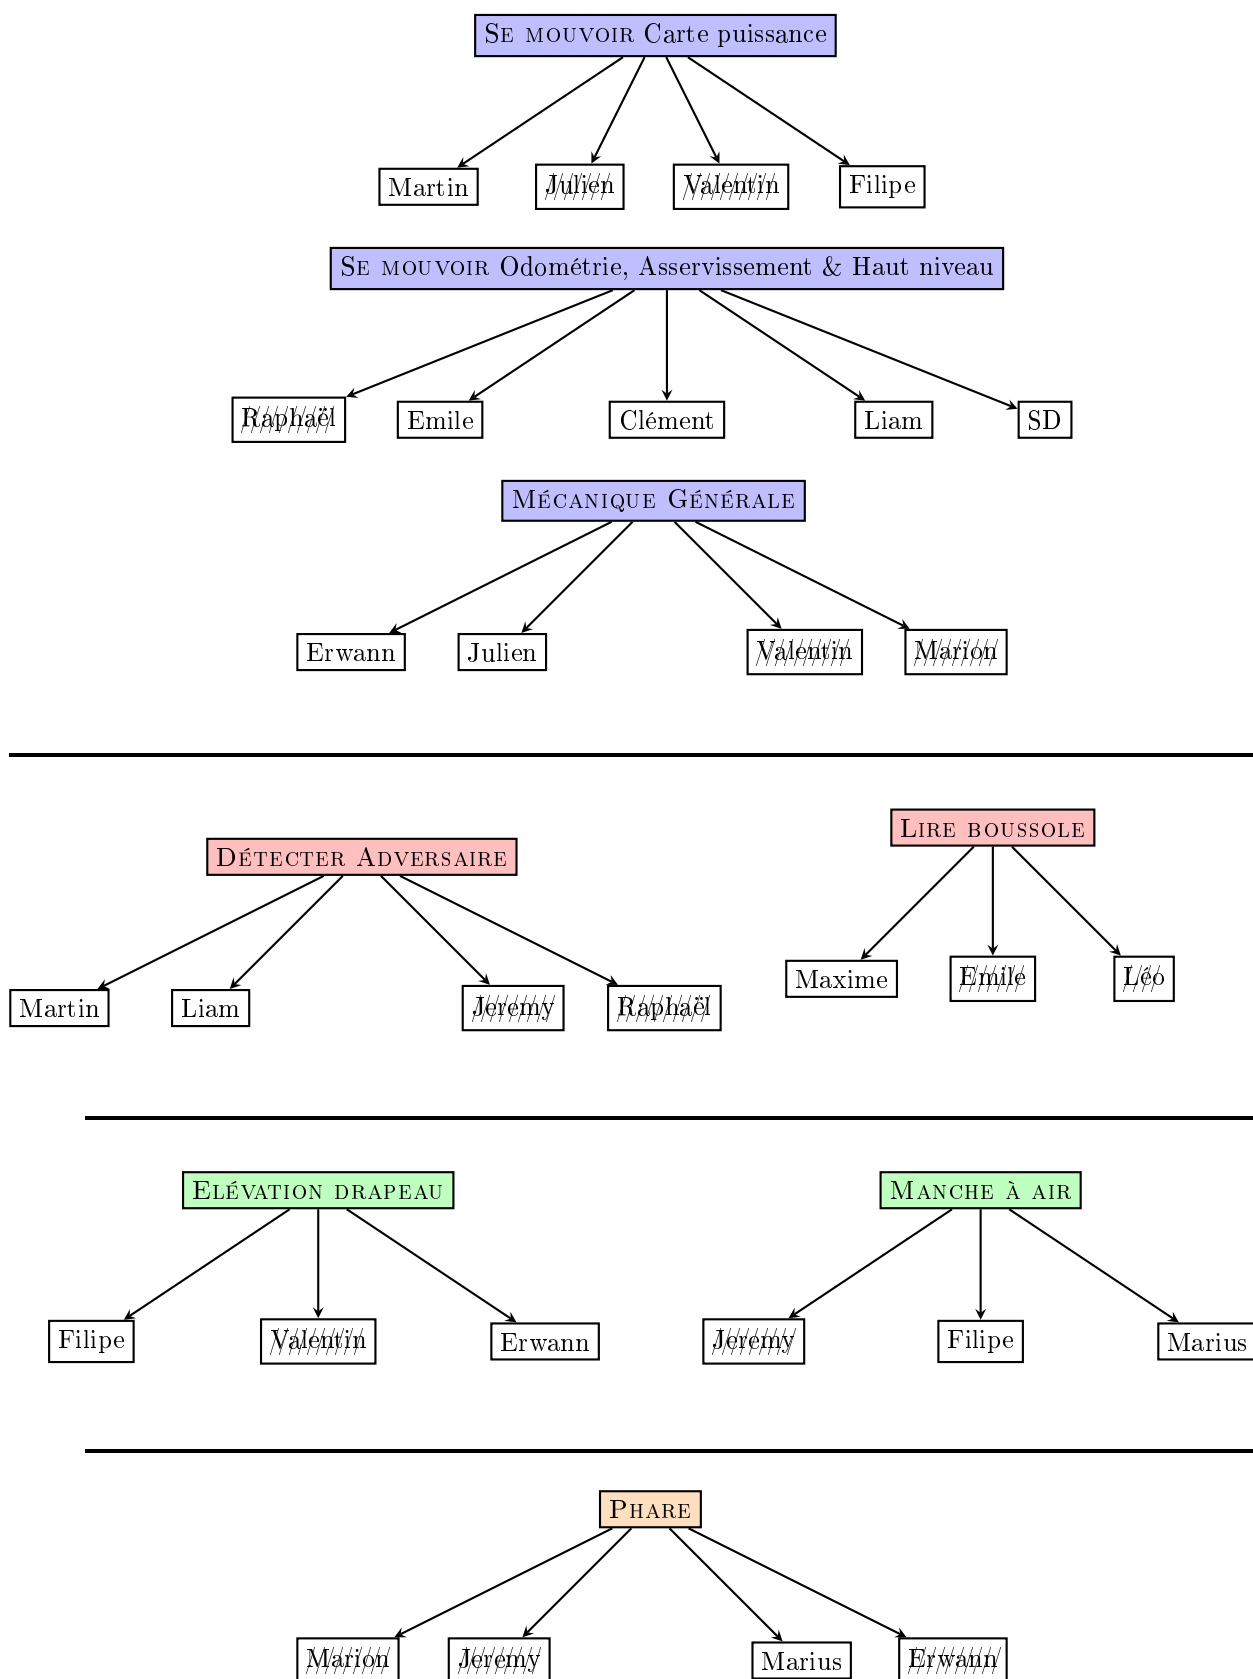 Se mouvoir Carte puissance
Martin
Julien
Valentin
Filipe
Se mouvoir Odométrie, Asservissement & Haut niveau
Raphaël
Emile
Clément
Liam
SD
Mécanique Générale
Erwann
Julien
Valentin
Marion
Détecter Adversaire
Martin
Liam
Jeremy
Raphaël
Lire boussole
Maxime
Emile
Léo
Elévation drapeau
Filipe
Valentin
Erwann
Manche à air
Jeremy
Filipe
Marius
Phare
Marion
Jeremy
Marius
Erwann